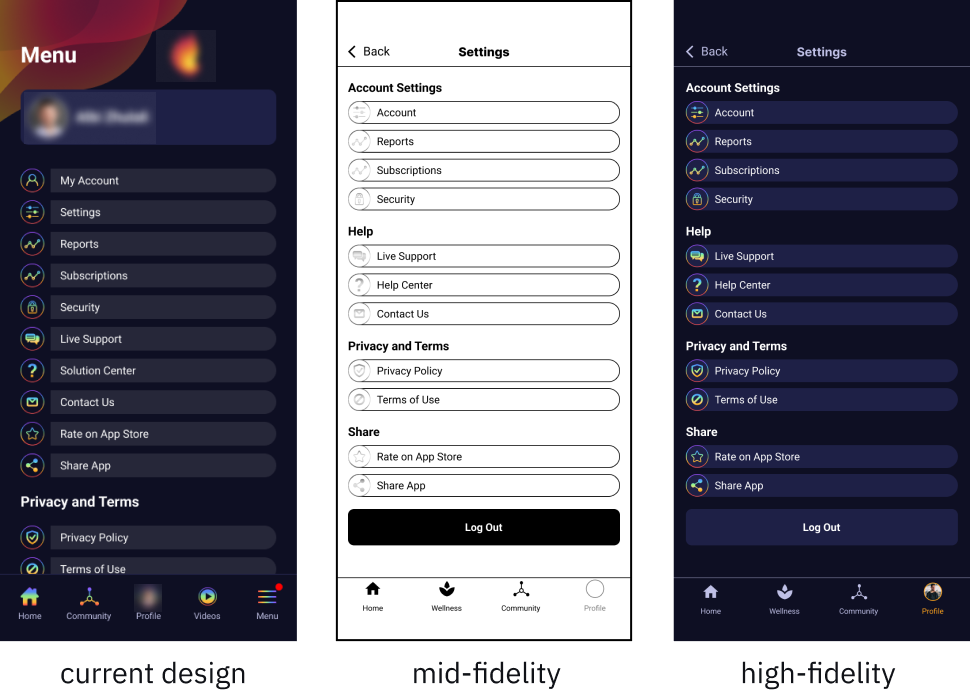 Menu
My Account
Settings
Reports
Subscriptions
Security
Live Support
Solution Center
Contact Us
Rate on App Store
Share App
Privacy and Terms
Privacy Policy
Terms of Use
Home
Community
Profile
Videos
Menu
current design
Back
Settings
Account Settings
Account
Reports
Subscriptions
Security
Help
Live Support
Help Center
Contact Us
Privacy and Terms
Privacy Policy
Terms of Use
Share
Rate on App Store
Share App
Log Out
Home
Wellness
Community
Profile
mid-fidelity
Back
Settings
Account Settings
Account
Reports
Subscriptions
Security
Help
Live Support
Help Center
Contact Us
Privacy and Terms
Privacy Policy
Terms of Use
Share
Rate on App Store
Share App
Log Out
Home
Wellness
Community
Profile
high-fidelity